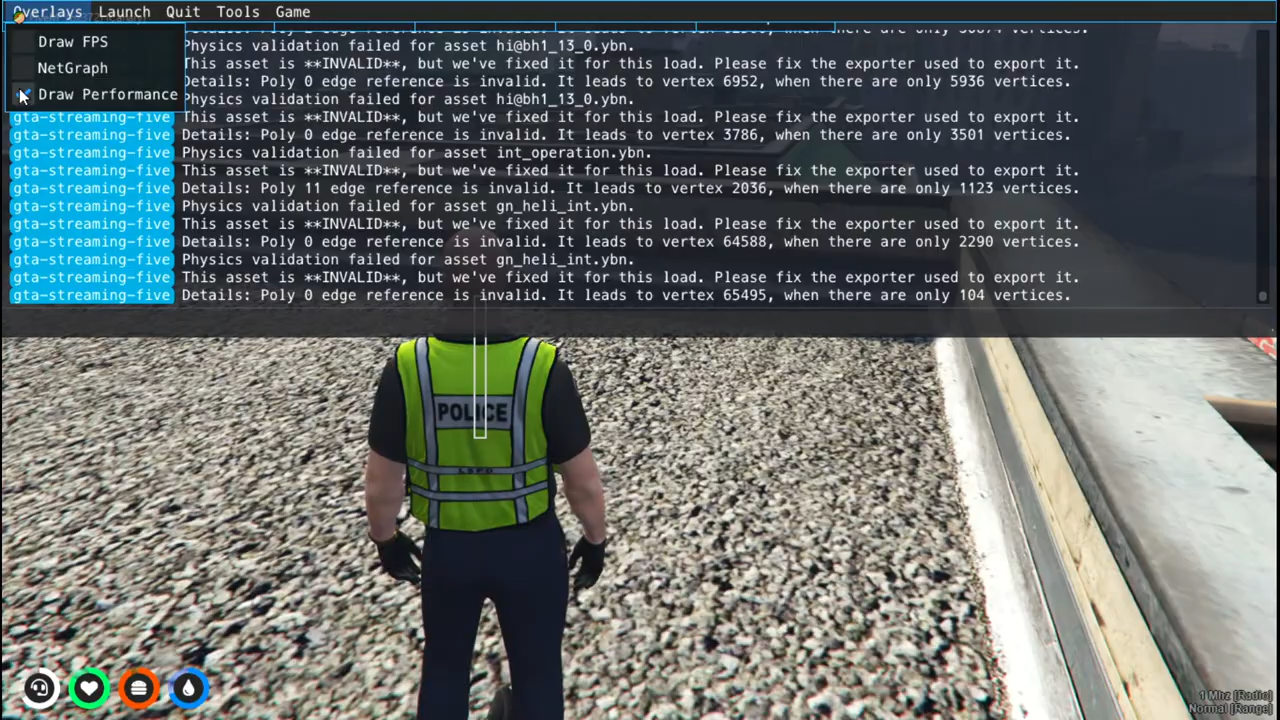 Overlays Launch Quit Tools Game
Draw FPS
NetGraph
Draw Performance
Physics validation failed for asset hi@bh1_13_0.ybn.
This asset is **INVALID**, but we've fixed it for this load. Please fix the exporter used to export it.
Details: Poly 0 edge reference is invalid. It leads to vertex 6952, when there are only 5936 vertices.
Physics validation failed for asset hi@bh1_13_0.ybn.
gta-streaming-five This asset is **INVALID**, but we've fixed it for this load. Please fix the exporter used to export it.
gta-streaming-five Details: Poly 0 edge reference is invalid. It leads to vertex 3786, when there are only 3501 vertices.
gta-streaming-five Physics validation failed for asset int_operation.ybn.
gta-streaming-five This asset is **INVALID**, but we've fixed it for this load. Please fix the exporter used to export it.
gta-streaming-five Details: Poly 11 edge reference is invalid. It leads to vertex 2036, when there are only 1123 vertices.
gta-streaming-five Physics validation failed for asset gn_heli_int.ybn.
gta-streaming-five This asset is **INVALID**, but we've fixed it for this load. Please fix the exporter used to export it.
gta-streaming-five Details: Poly 0 edge reference is invalid. It leads to vertex 64588, when there are only 2290 vertices.
gta-streaming-five Physics validation failed for asset gn_heli_int.ybn.
gta-streaming-five This asset is **INVALID**, but we've fixed it for this load. Please fix the exporter used to export it.
gta-streaming-five Details: Poly 0 edge reference is invalid. It leads to vertex 65495, when there are only 104 vertices.
POLICE
LSPD
1 Mhz [Radio]
Normal [Range]